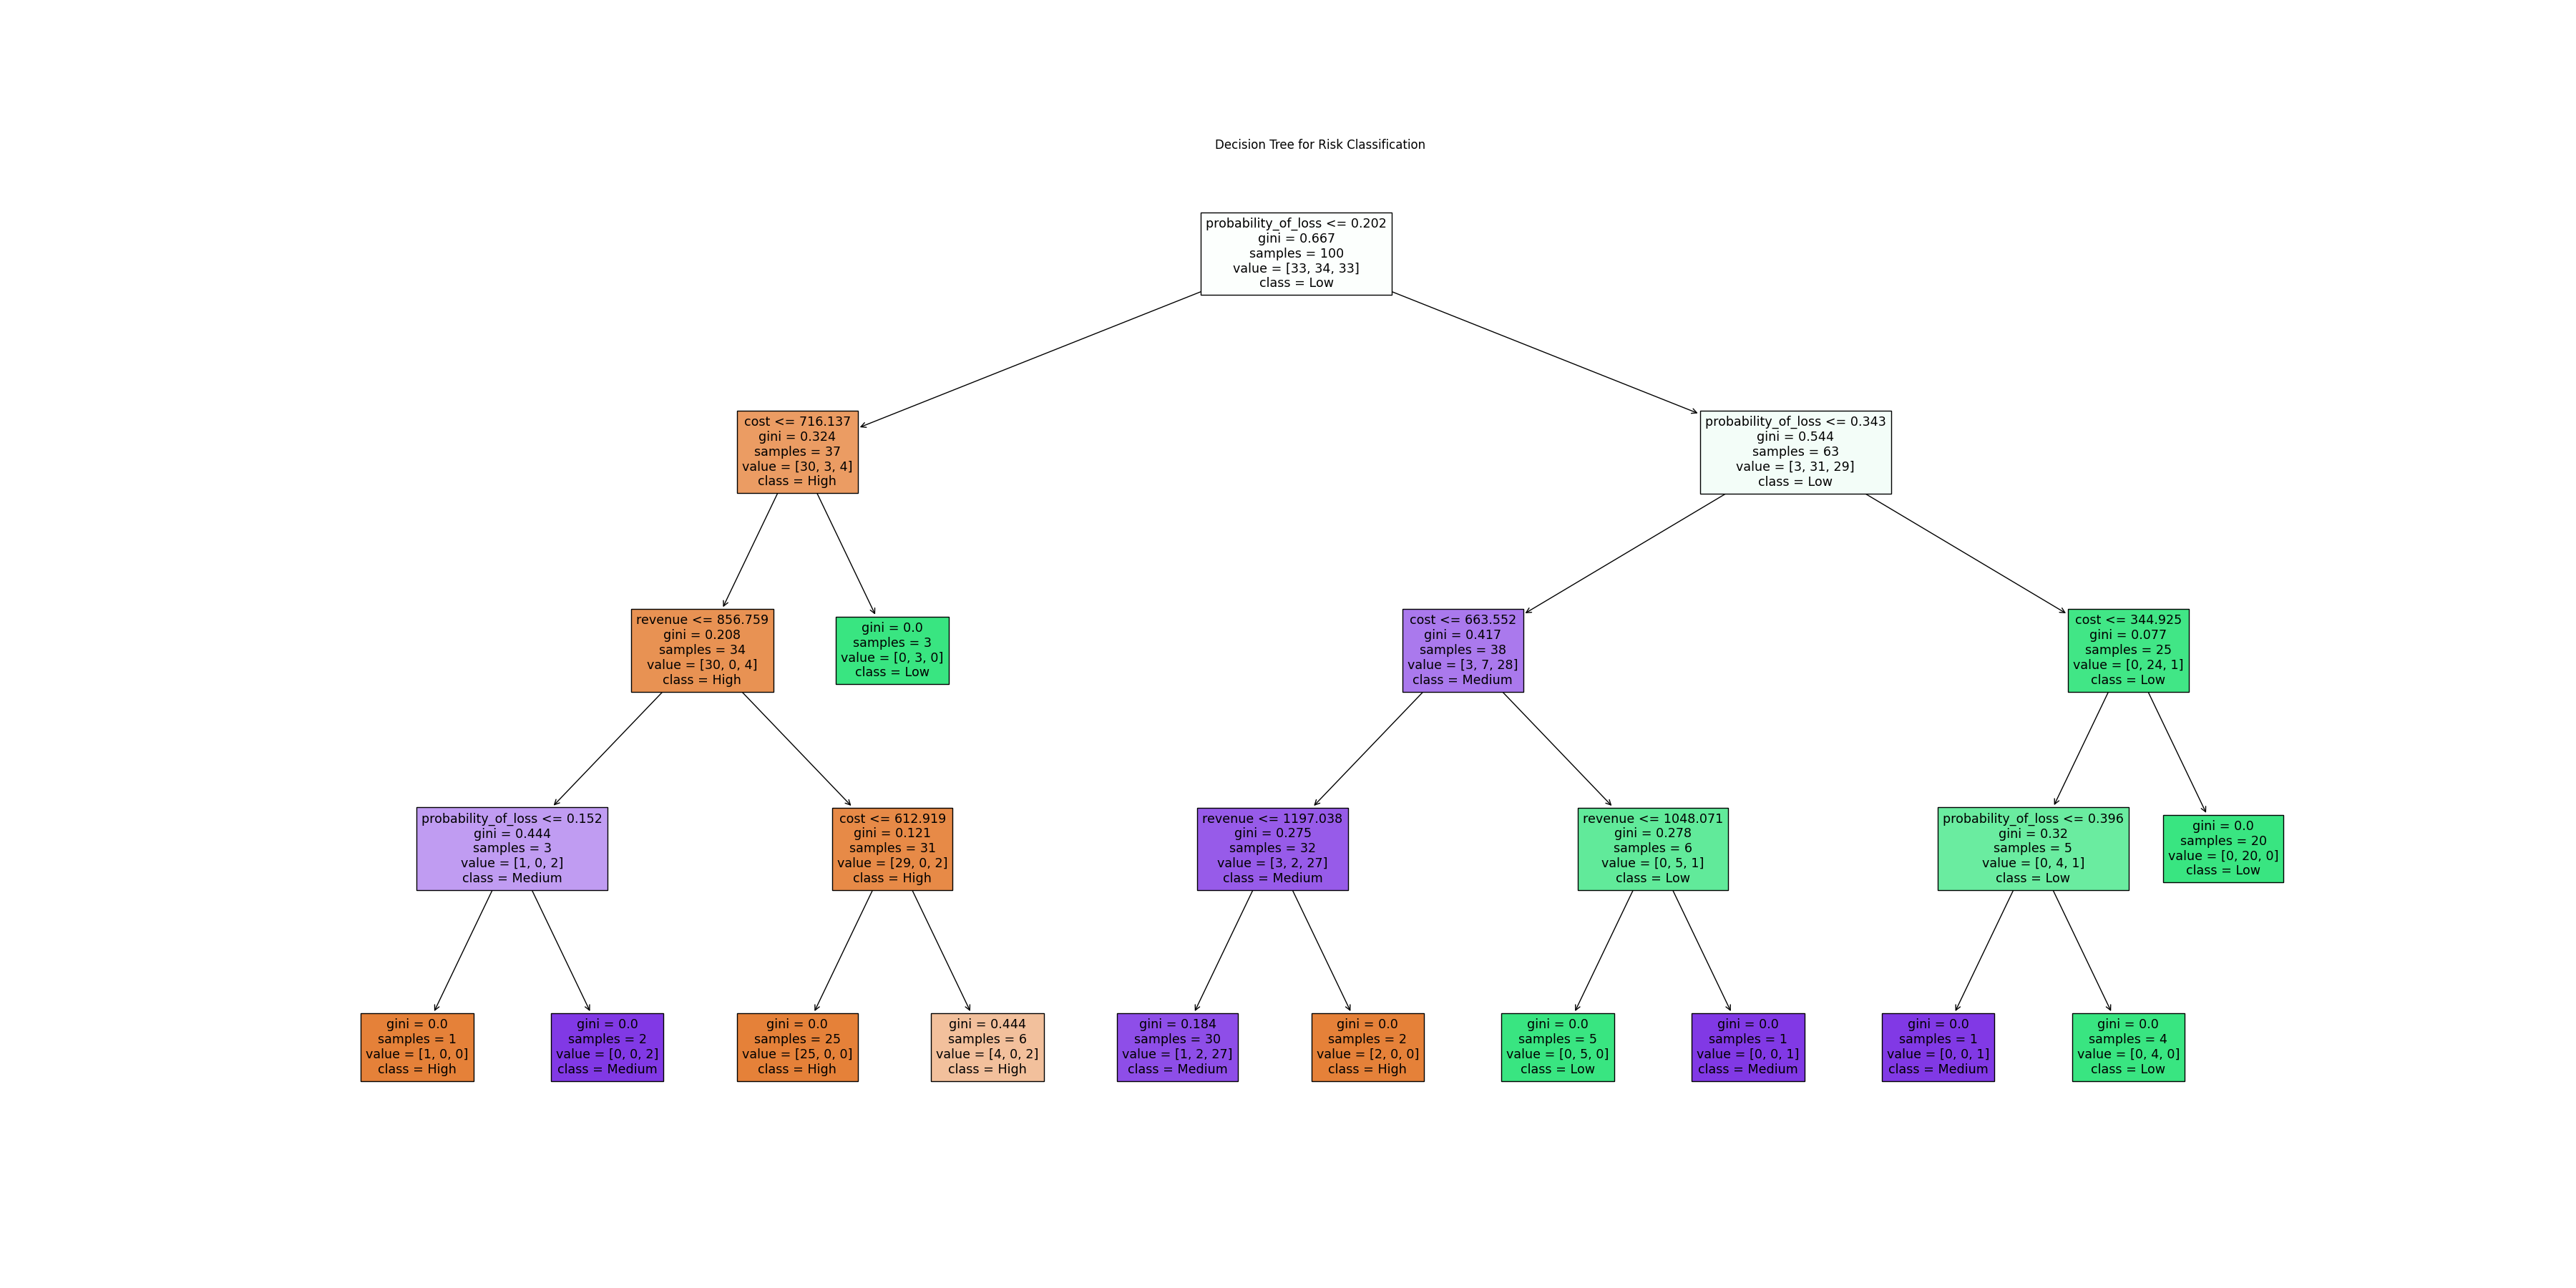 Decision Tree for Risk Classification
probability_of_loss <= 0.202
gini = 0.667
samples = 100
value = [33, 34, 33]
class = Low
cost <= 716.137
gini = 0.324
samples = 37
value = [30, 3, 4]
class = High
probability_of_loss <= 0.343
gini = 0.544
samples = 63
value = [3, 31, 29]
class = Low
revenue <= 856.759
gini = 0.208
samples = 34
value = [30, 0, 4]
class = High
gini = 0.0
samples = 3
value = [0, 3, 0]
class = Low
cost <= 663.552
gini = 0.417
samples = 38
value = [3, 7, 28]
class = Medium
cost <= 344.925
gini = 0.077
samples = 25
value = [0, 24, 1]
class = Low
probability_of_loss <= 0.152
gini = 0.444
samples = 3
value = [1, 0, 2]
class = Medium
cost <= 612.919
gini = 0.121
samples = 31
value = [29, 0, 2]
class = High
revenue <= 1197.038
gini = 0.275
samples = 32
value = [3, 2, 27]
class = Medium
revenue <= 1048.071
gini = 0.278
samples = 6
value = [0, 5, 1]
class = Low
probability_of_loss <= 0.396
gini = 0.32
samples = 5
value = [0, 4, 1]
class = Low
gini = 0.0
samples = 20
value = [0, 20, 0]
class = Low
gini = 0.0
samples = 1
value = [1, 0, 0]
class = High
gini = 0.0
samples = 2
value = [0, 0, 2]
class = Medium
gini = 0.0
samples = 25
value = [25, 0, 0]
class = High
gini = 0.444
samples = 6
value = [4, 0, 2]
class = High
gini = 0.184
samples = 30
value = [1, 2, 27]
class = Medium
gini = 0.0
samples = 2
value = [2, 0, 0]
class = High
gini = 0.0
samples = 5
value = [0, 5, 0]
class = Low
gini = 0.0
samples = 1
value = [0, 0, 1]
class = Medium
gini = 0.0
samples = 1
value = [0, 0, 1]
class = Medium
gini = 0.0
samples = 4
value = [0, 4, 0]
class = Low